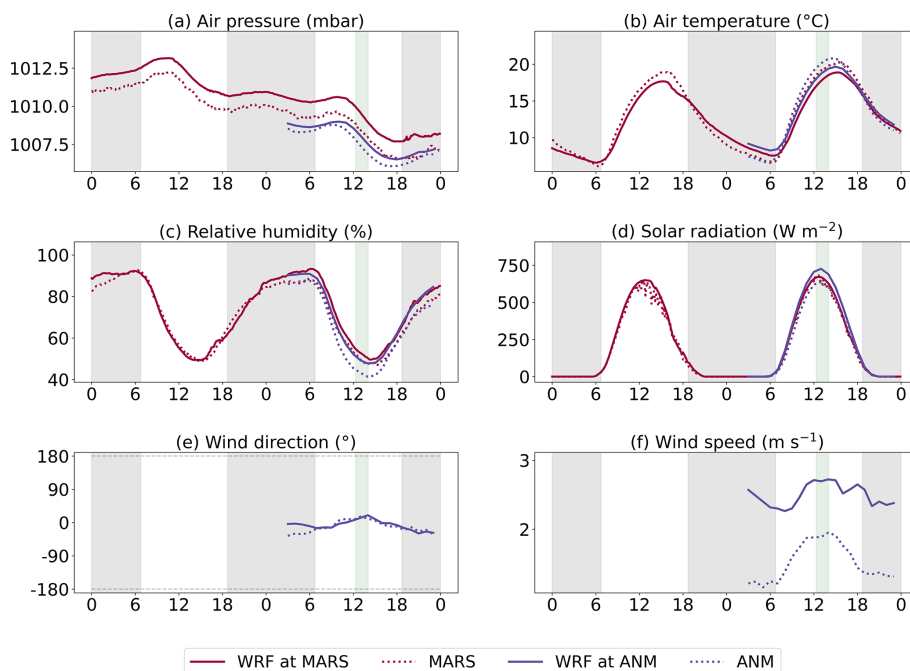 (a) Air pressure (mbar)
1012.5
1010.0
1007.5
0 6 12 18 0 6 12 18 0
(b) Air temperature (°C)
20
15
10
0 6 12 18 0 6 12 18 0
(c) Relative humidity (%)
100
80
60
40
0 6 12 18 0 6 12 18 0
(d) Solar radiation (W m⁻²)
750
500
250
0
0 6 12 18 0 6 12 18 0
(e) Wind direction (°)
180
90
0
-90
-180
0 6 12 18 0 6 12 18 0
(f) Wind speed (m s⁻¹)
3
2
0 6 12 18 0 6 12 18 0
WRF at MARS MARS WRF at ANM ANM